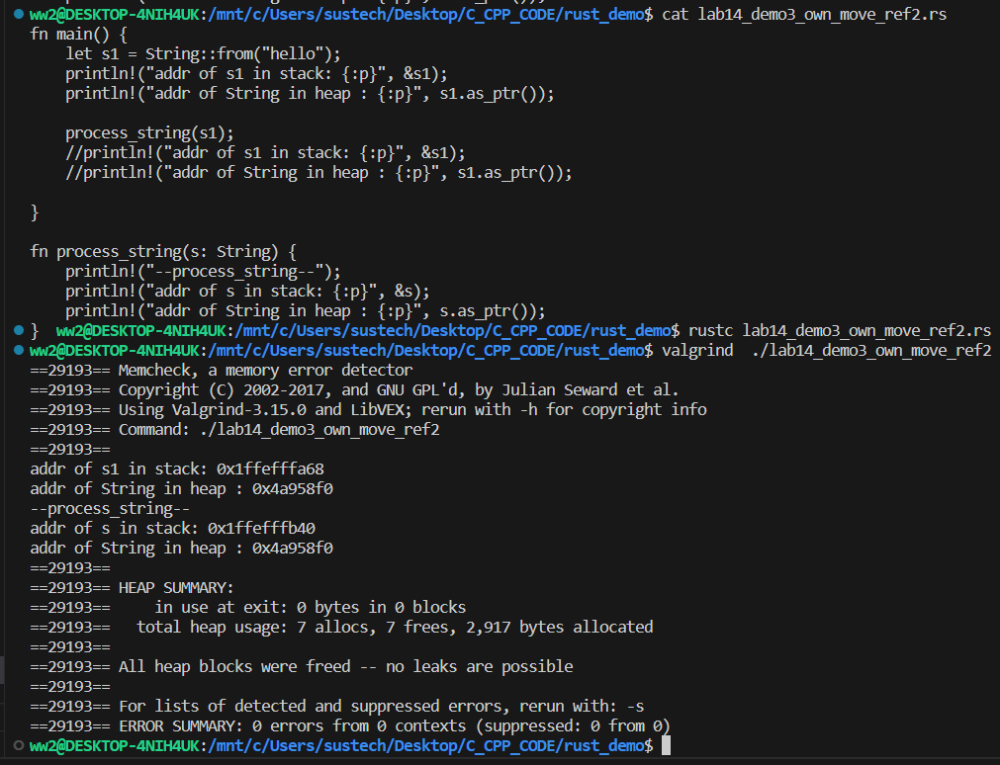 ww2@DESKTOP-4NIH4UK:/mnt/c/Users/sustech/Desktop/C_CPP_CODE/rust_demo$ cat lab14_demo3_own_move_ref2.rs
fn main() {
    let s1 = String::from("hello");
    println!("addr of s1 in stack: {:p}", &s1);
    println!("addr of String in heap : {:p}", s1.as_ptr());

    process_string(s1);
    //println!("addr of s1 in stack: {:p}", &s1);
    //println!("addr of String in heap : {:p}", s1.as_ptr());

}

fn process_string(s: String) {
    println!("--process_string--");
    println!("addr of s in stack: {:p}", &s);
    println!("addr of String in heap : {:p}", s.as_ptr());
}  ww2@DESKTOP-4NIH4UK:/mnt/c/Users/sustech/Desktop/C_CPP_CODE/rust_demo$ rustc lab14_demo3_own_move_ref2.rs
ww2@DESKTOP-4NIH4UK:/mnt/c/Users/sustech/Desktop/C_CPP_CODE/rust_demo$ valgrind  ./lab14_demo3_own_move_ref2
==29193== Memcheck, a memory error detector
==29193== Copyright (C) 2002-2017, and GNU GPL'd, by Julian Seward et al.
==29193== Using Valgrind-3.15.0 and LibVEX; rerun with -h for copyright info
==29193== Command: ./lab14_demo3_own_move_ref2
==29193==
addr of s1 in stack: 0x1ffefffa68
addr of String in heap : 0x4a958f0
--process_string--
addr of s in stack: 0x1ffefffb40
addr of String in heap : 0x4a958f0
==29193==
==29193== HEAP SUMMARY:
==29193==     in use at exit: 0 bytes in 0 blocks
==29193==   total heap usage: 7 allocs, 7 frees, 2,917 bytes allocated
==29193==
==29193== All heap blocks were freed -- no leaks are possible
==29193==
==29193== For lists of detected and suppressed errors, rerun with: -s
==29193== ERROR SUMMARY: 0 errors from 0 contexts (suppressed: 0 from 0)
ww2@DESKTOP-4NIH4UK:/mnt/c/Users/sustech/Desktop/C_CPP_CODE/rust_demo$